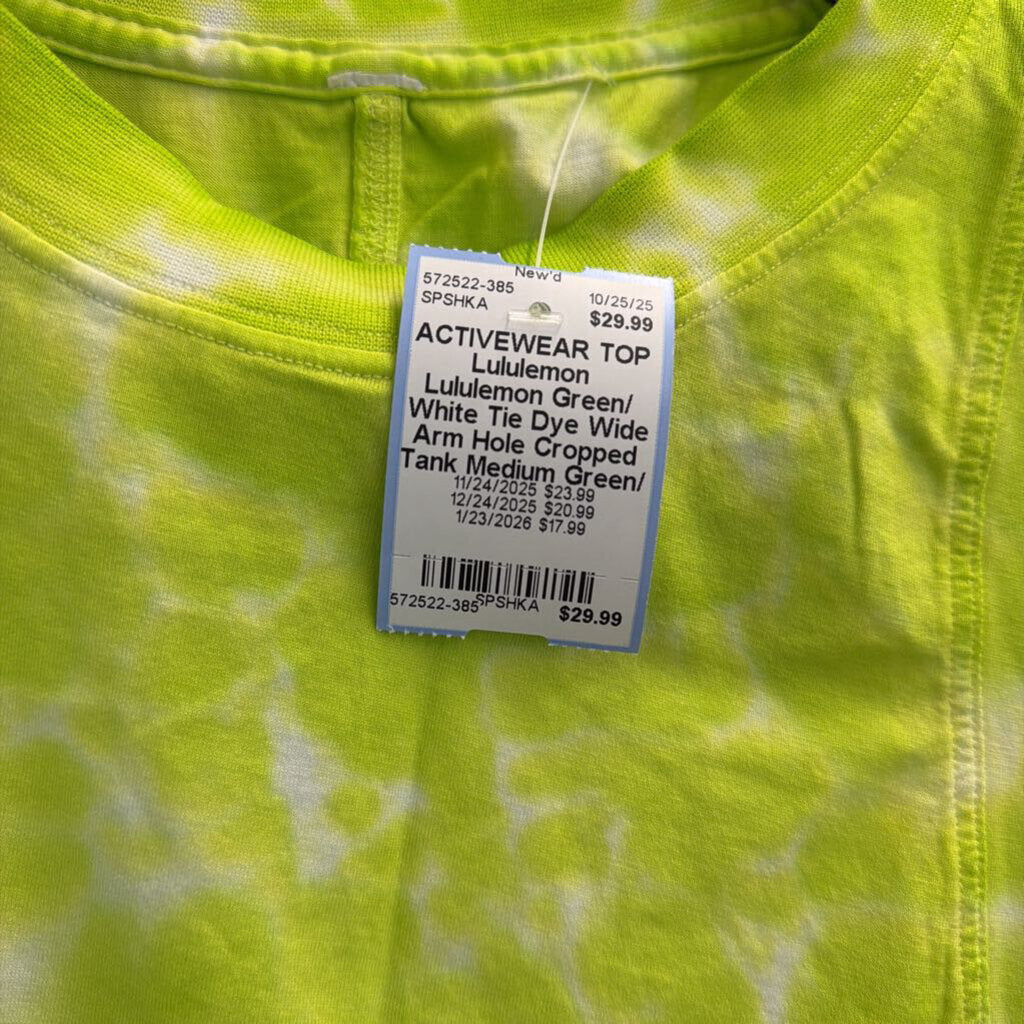 New'd
572522-385
10/25/25
SPSHKA
$29.99
ACTIVEWEAR TOP
Lululemon
Lululemon Green/
White Tie Dye Wide
Arm Hole Cropped
Tank Medium Green/
11/24/2025 $23.99
12/24/2025 $20.99
1/23/2026 $17.99
572522-385 SPSHKA $29.99